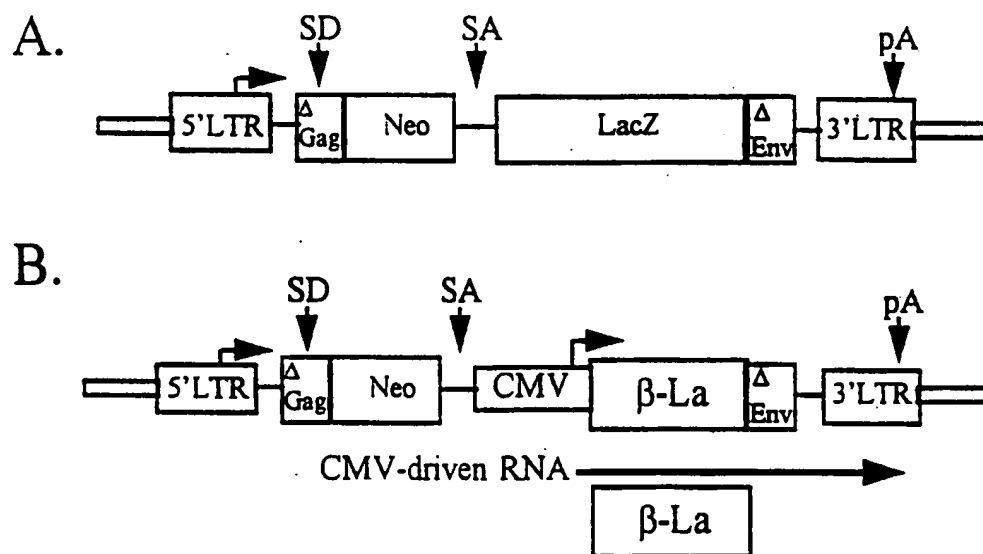 A.
SD SA pA
5'LTR Δ Gag Neo LacZ Δ Env 3'LTR
B.
SD SA pA
5'LTR Δ Gag Neo CMV β-La Δ Env 3'LTR
CMV-driven RNA
β-La